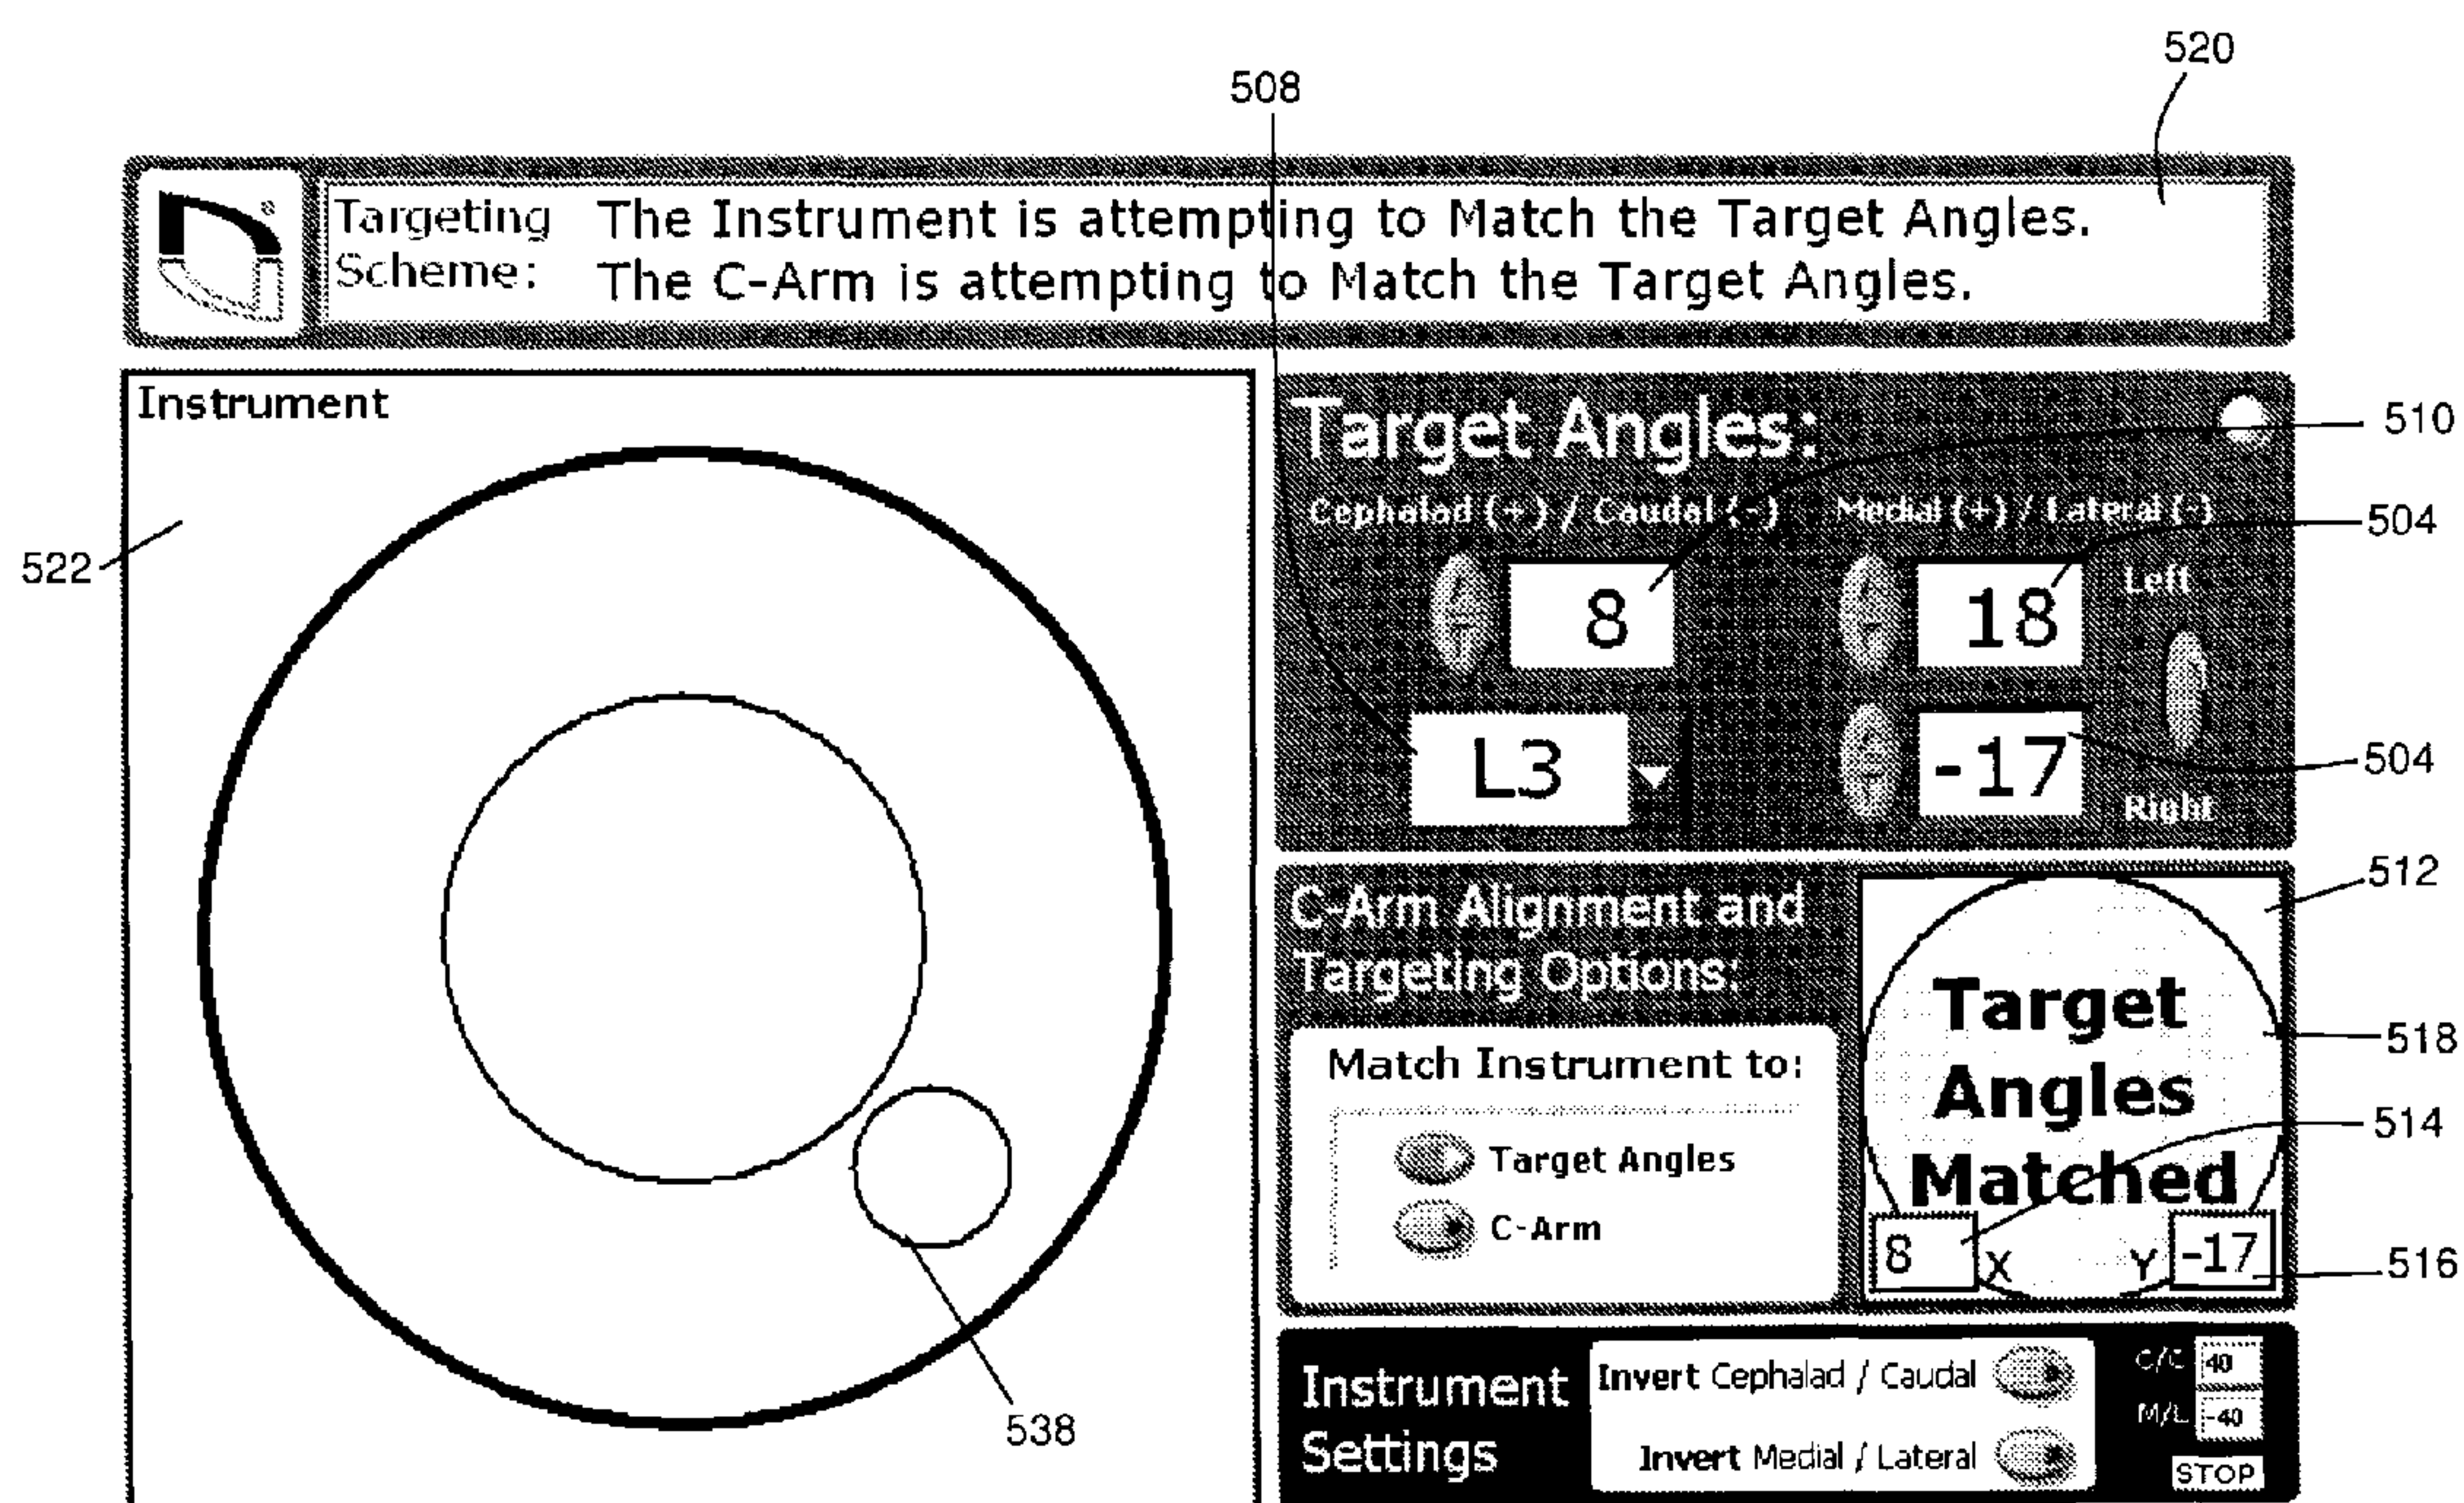 520
508
®
Targeting Scheme:
The Instrument is attempting to Match the Target Angles.
The C-Arm is attempting to Match the Target Angles.
Instrument
522
538
Target Angles:
510
Cephalad (+) / Caudal (-)
Medial (+) / Lateral (-)
504
8
18
Left
L3
-17
504
Right
C-Arm Alignment and
Targeting Options:
512
Match Instrument to:
Target Angles
C-Arm
Target
Angles
Matched
518
514
8 X Y -17
516
Instrument
Settings
Invert Cephalad / Caudal
Invert Medial / Lateral
C/C 40
M/L -40
STOP